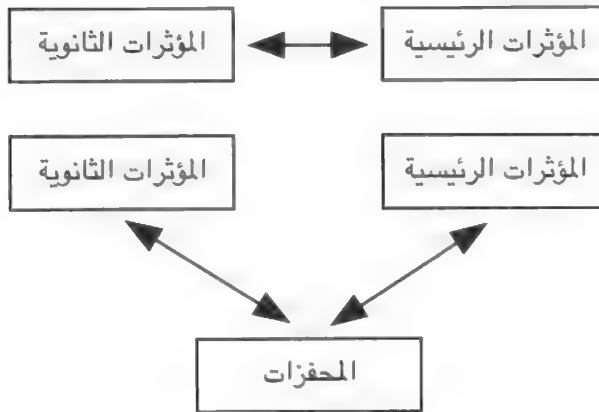 المؤثرات الرئيسية
المؤثرات الثانوية
المؤثرات الرئيسية
المؤثرات الثانوية
المحفزات